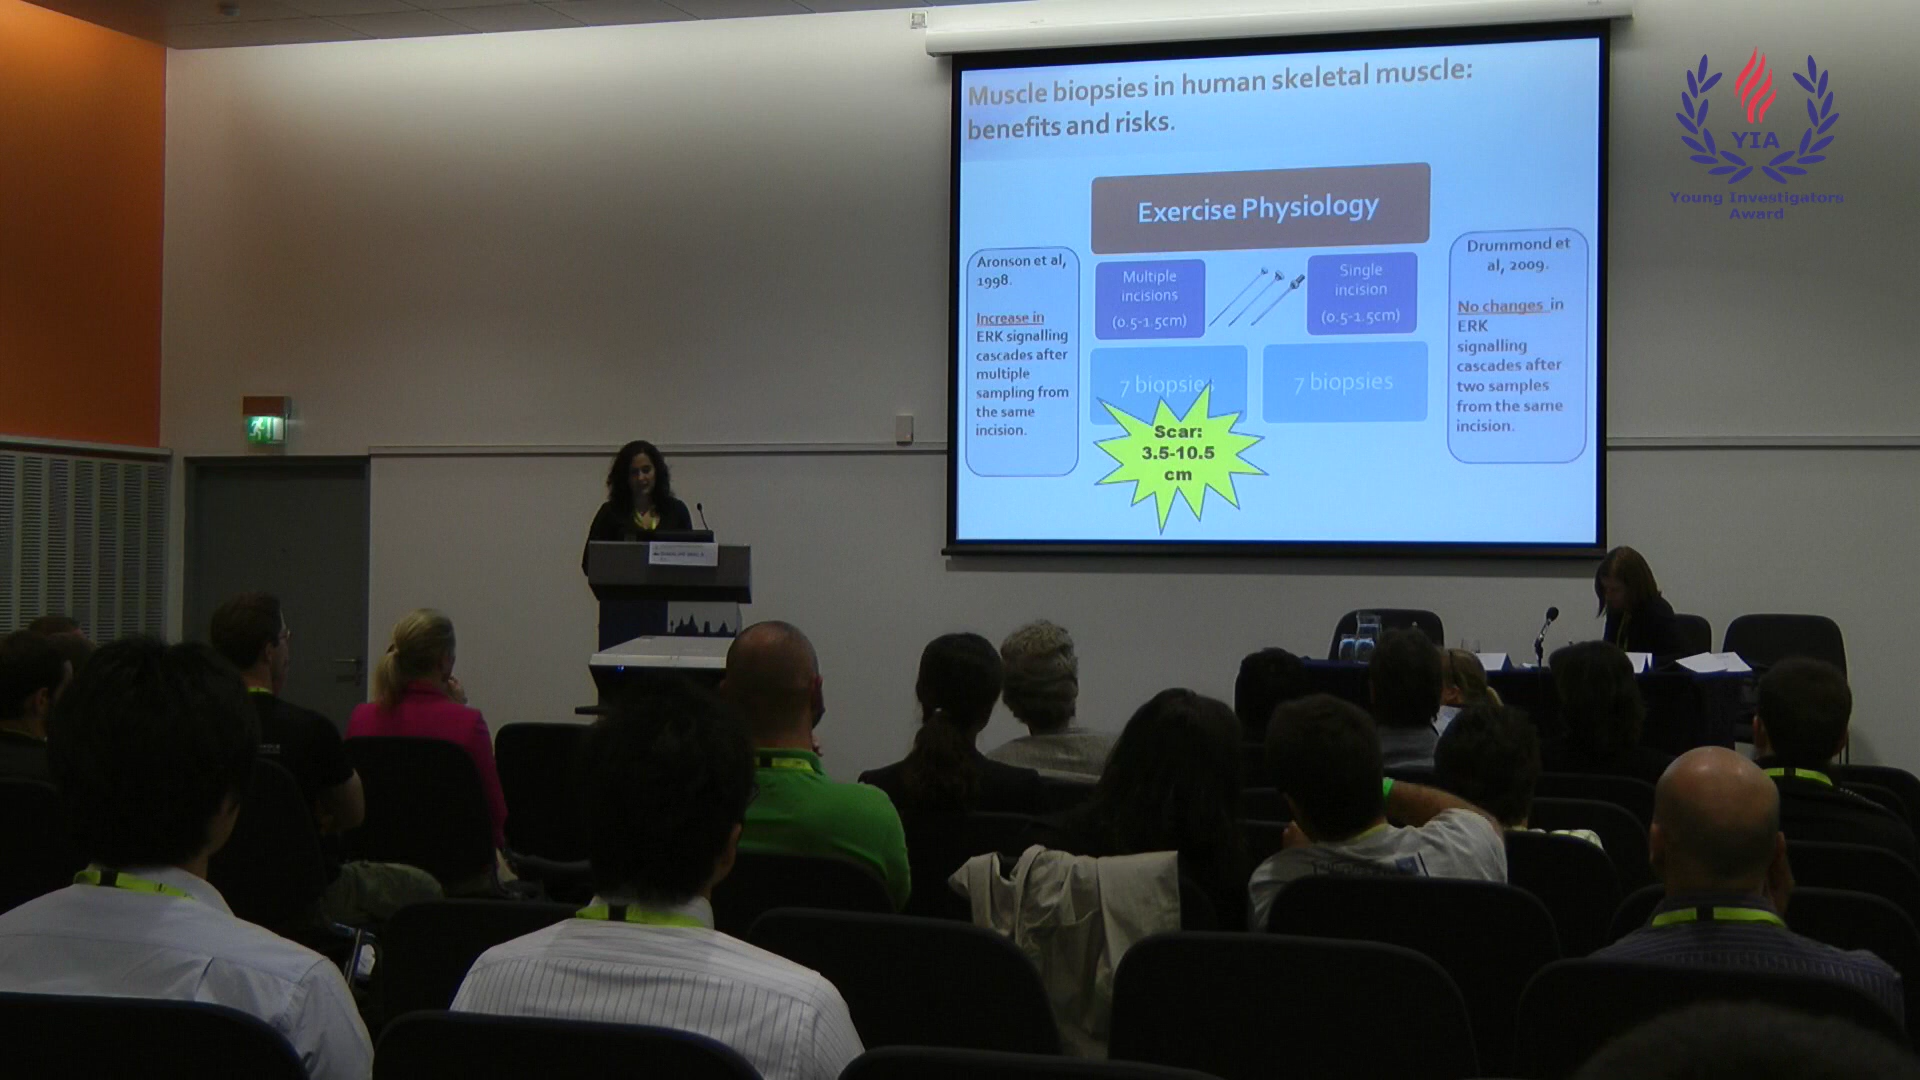 Muscle biopsies in human skeletal muscle:
benefits and risks.
Exercise Physiology
Aronson et al,
1998.
Increase in
ERK signalling
cascades after
multiple
sampling from
the same
incision.
Multiple
incisions
(0.5-1.5cm)
Single
incision
(0.5-1.5cm)
7 biopsies
7 biopsies
Scar:
3.5-10.5
cm
Drummond et
al, 2009.
No changes in
ERK
signalling
cascades after
two samples
from the same
incision.
YIA
Young Investigators
Award